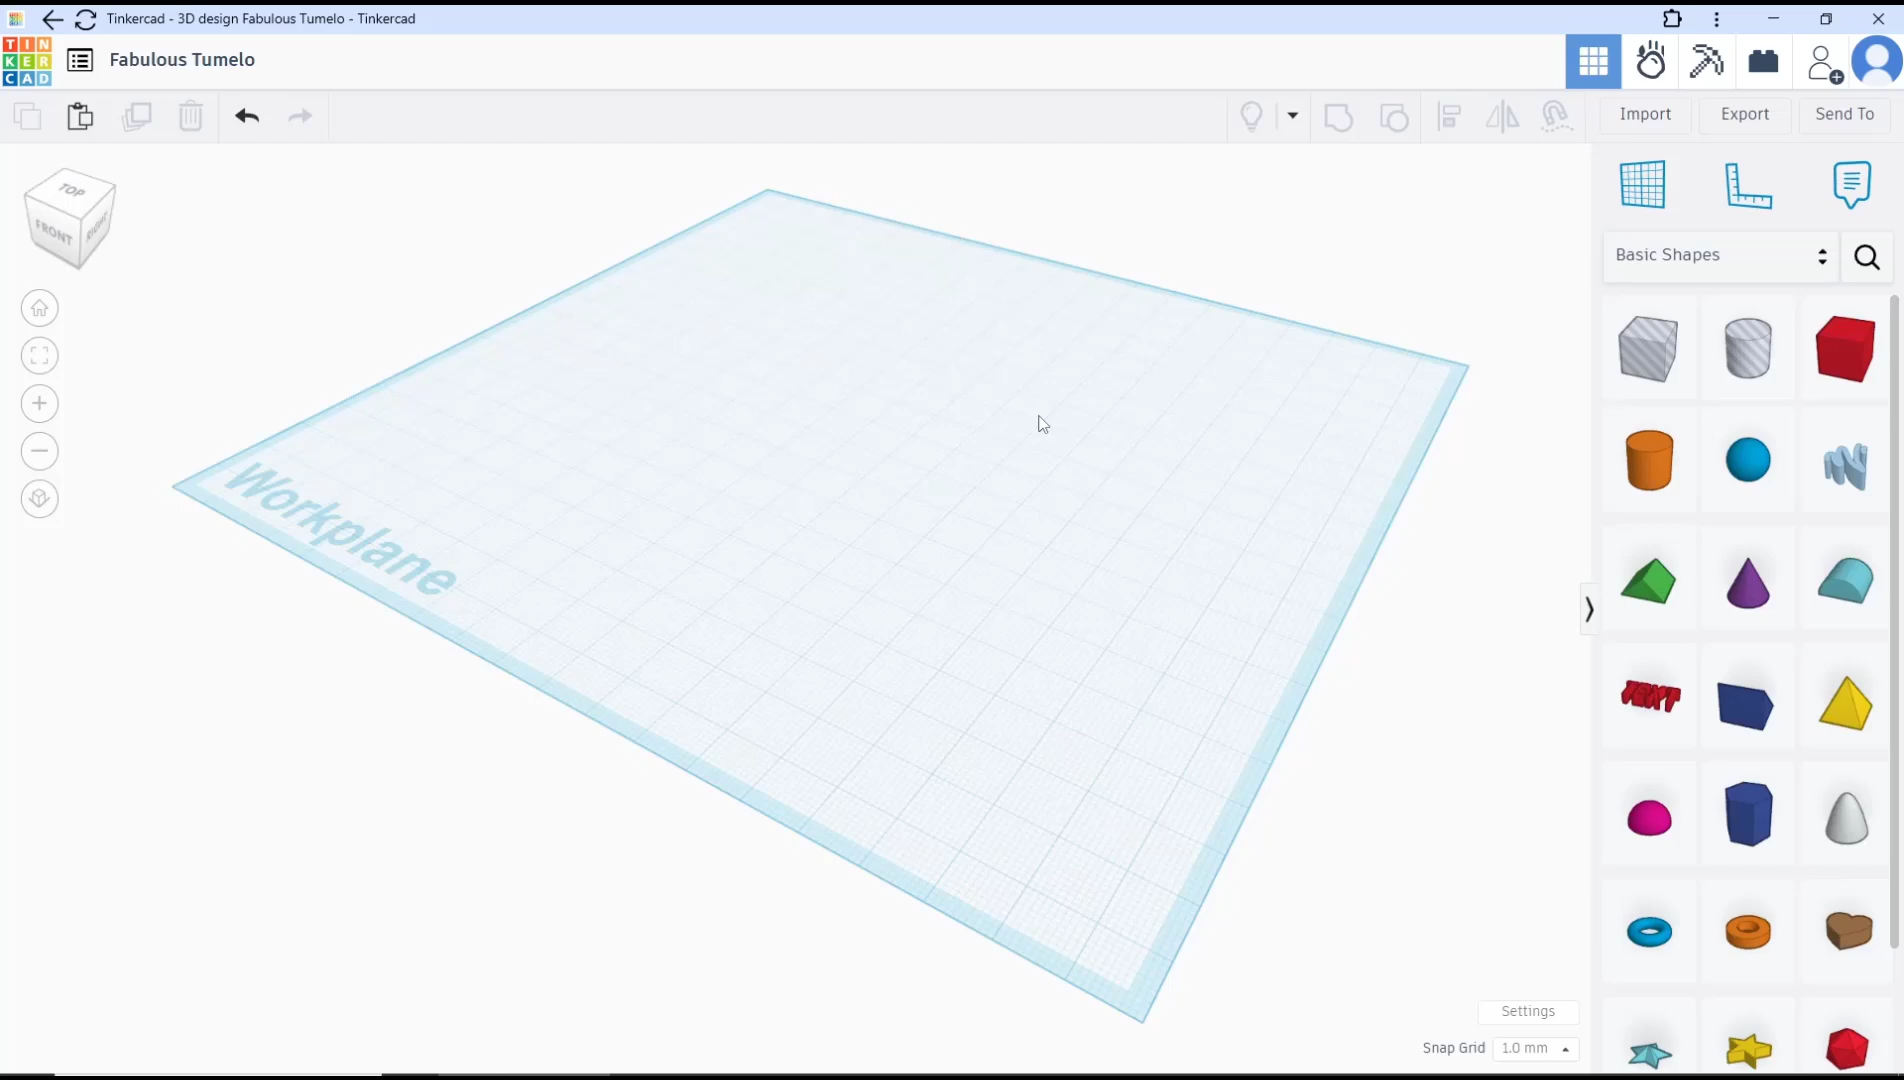 Tinkercad - 3D design Fabulous Tumelo - Tinkercad
TIN
KER
CAD
Fabulous Tumelo
Import
Export
Send To
TOP
FRONT
RIGHT
Basic Shapes
Workplane
TEXT
Settings
Snap Grid
1.0 mm